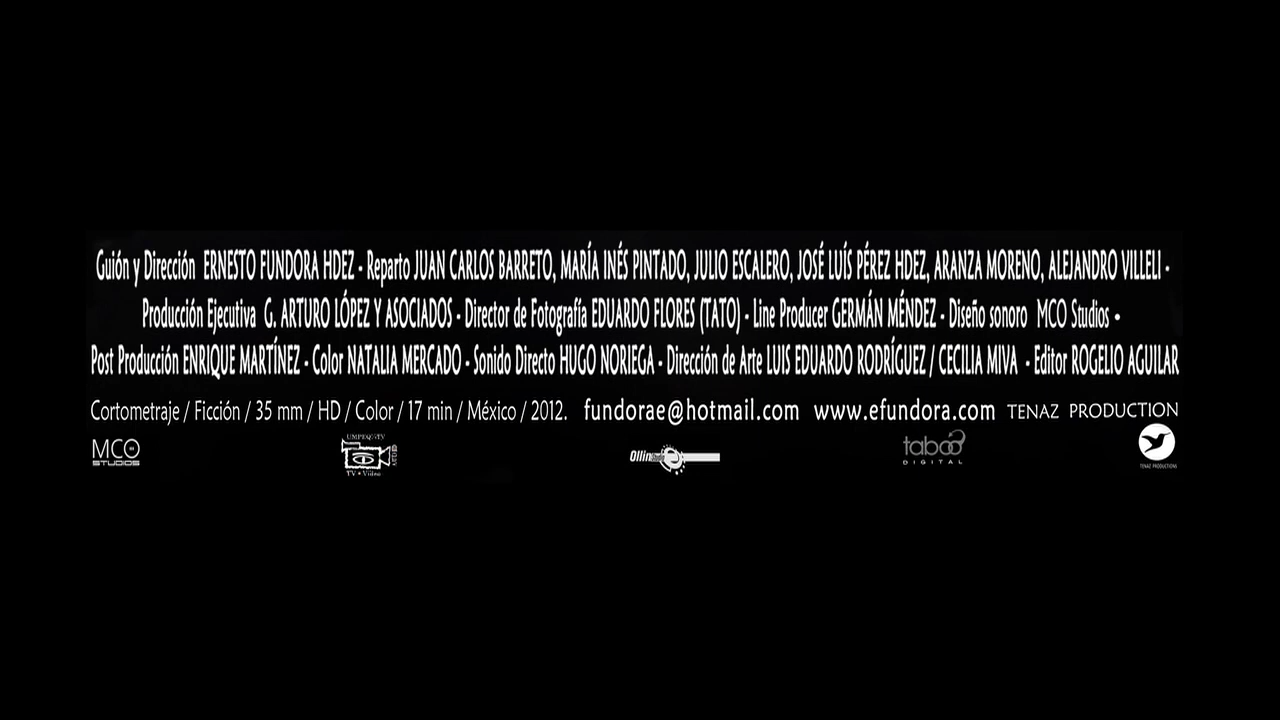 Guión y Dirección ERNESTO FUNDORA HDEZ - Reparto JUAN CARLOS BARRETO, MARÍA INÉS PINTADO, JULIO ESCALERO, JOSÉ LUÍS PÉREZ HDEZ, ARANZA MORENO, ALEJANDRO VILLELI -
Producción Ejecutiva G. ARTURO LÓPEZ Y ASOCIADOS - Director de Fotografía EDUARDO FLORES (TATO) - Line Producer GERMÁN MÉNDEZ - Diseño sonoro MCO Studios •
Post Producción ENRIQUE MARTÍNEZ - Color NATALIA MERCADO - Sonido Directo HUGO NORIEGA - Dirección de Arte LUIS EDUARDO RODRÍGUEZ / CECILIA MIVA - Editor ROGELIO AGUILAR
Cortometraje / Ficción / 35 mm / HD / Color / 17 min / México / 2012. fundorae@hotmail.com www.efundora.com TENAZ PRODUCTION
MCO
STUDIOS
TV • Video
Ollin
taboo
DIGITAL
TENAZ PRODUCTIONS